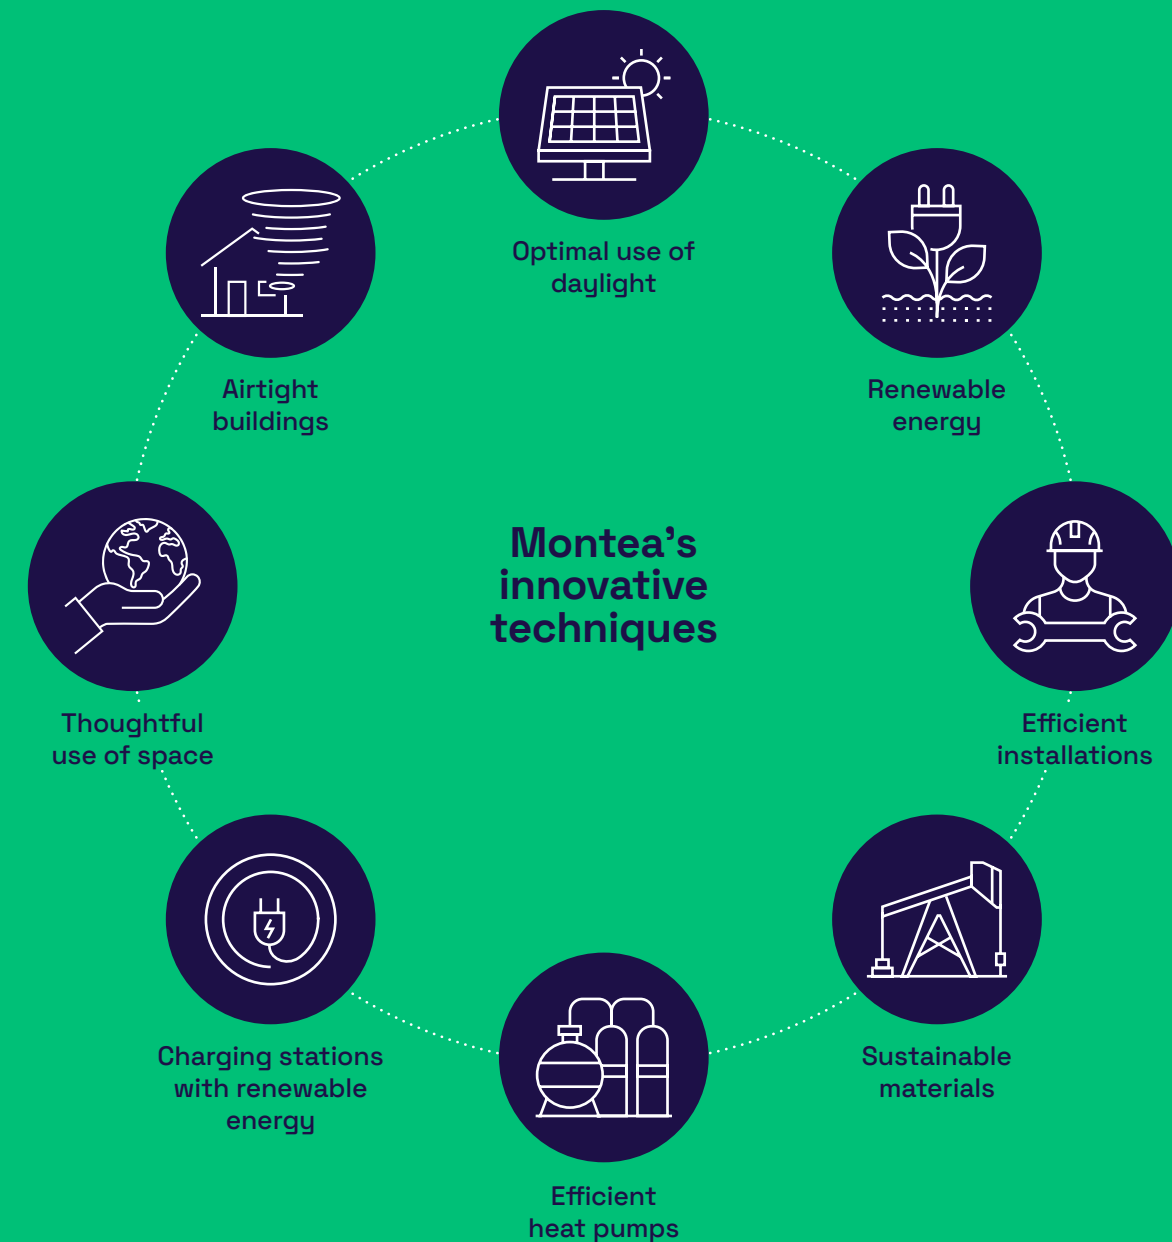 Optimal use of
daylight
Airtight
buildings
Renewable
energy
Montea's
innovative
techniques
Thoughtful
use of space
Efficient
installations
Charging stations
with renewable
energy
Sustainable
materials
Efficient
heat pumps